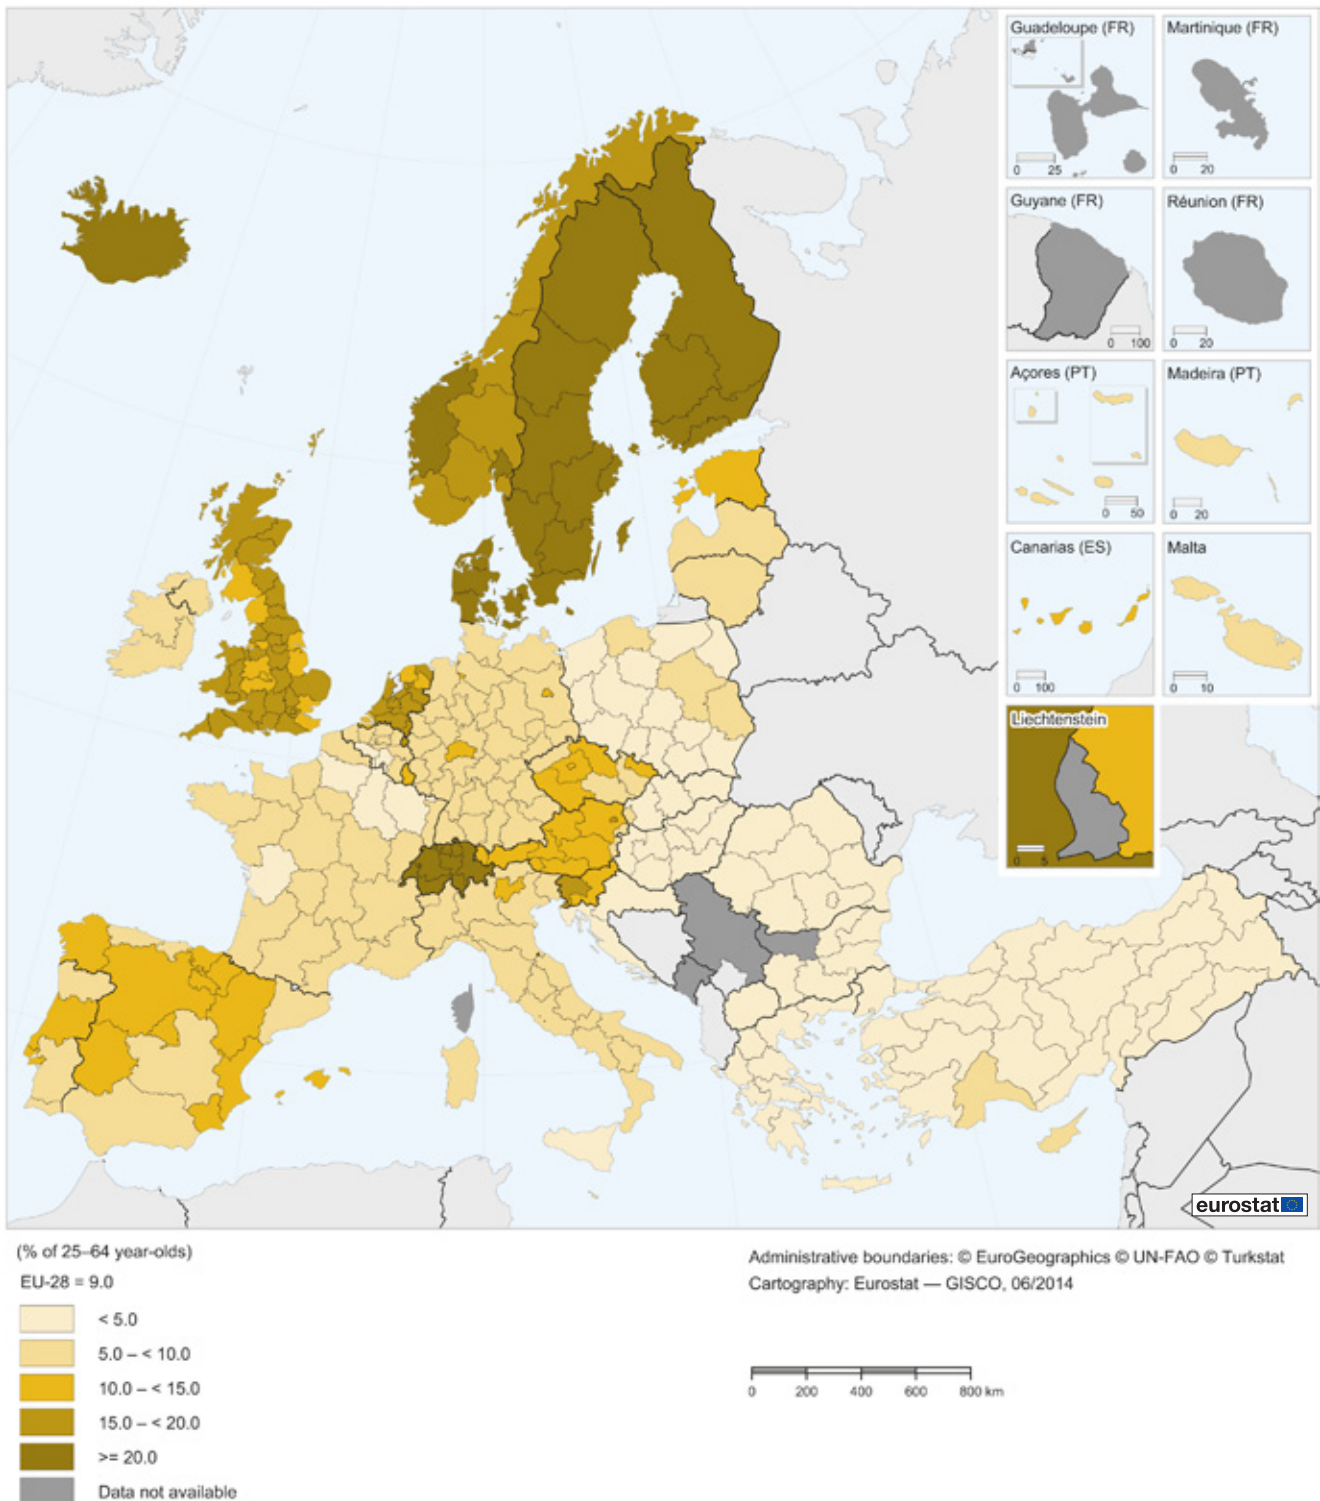 Guadeloupe (FR)
0 25
Martinique (FR)
0 20
Guyane (FR)
0 100
Réunion (FR)
0 20
Açores (PT)
0 50
Madeira (PT)
0 20
Canarias (ES)
0 100
Malta
0 10
Liechtenstein
0 5
eurostat
(% of 25–64 year-olds)
EU-28 = 9.0
< 5.0
5.0 – < 10.0
10.0 – < 15.0
15.0 – < 20.0
>= 20.0
Data not available
Administrative boundaries: © EuroGeographics © UN-FAO © Turkstat
Cartography: Eurostat — GISCO, 06/2014
0 200 400 600 800 km